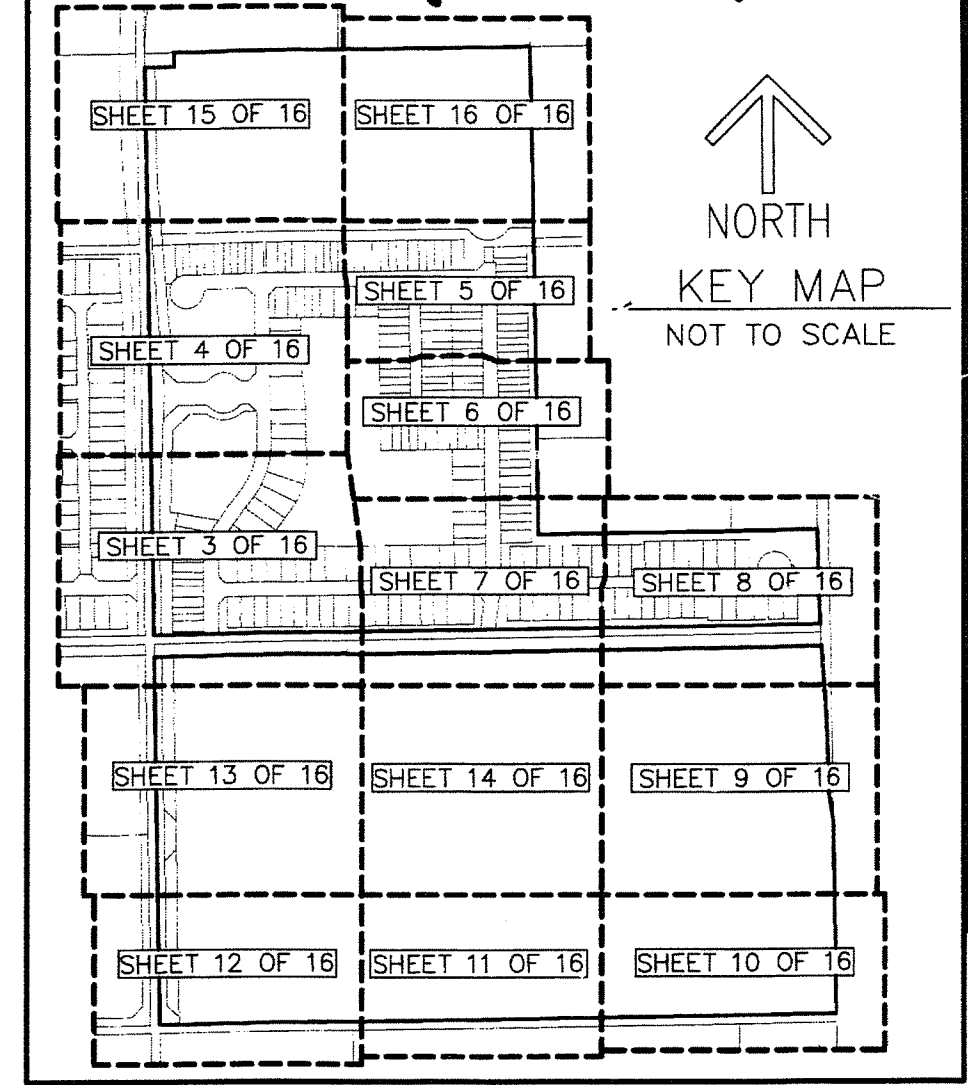 SHEET 15 OF 16
SHEET 16 OF 16
NORTH
KEY MAP
NOT TO SCALE
SHEET 5 OF 16
SHEET 4 OF 16
SHEET 6 OF 16
SHEET 3 OF 16
SHEET 7 OF 16
SHEET 8 OF 16
SHEET 13 OF 16
SHEET 14 OF 16
SHEET 9 OF 16
SHEET 12 OF 16
SHEET 11 OF 16
SHEET 10 OF 16